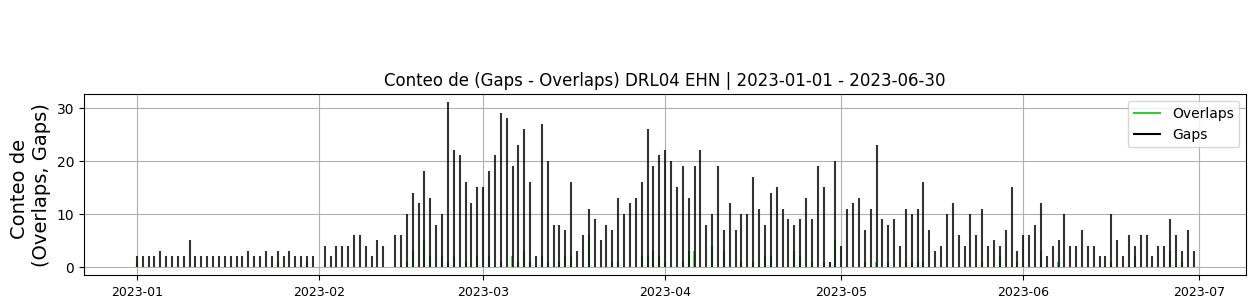 Conteo de (Gaps - Overlaps) DRL04 EHN | 2023-01-01 - 2023-06-30
Conteo de
(Overlaps, Gaps)
30
20
10
0
Overlaps
Gaps
2023-01
2023-02
2023-03
2023-04
2023-05
2023-06
2023-07